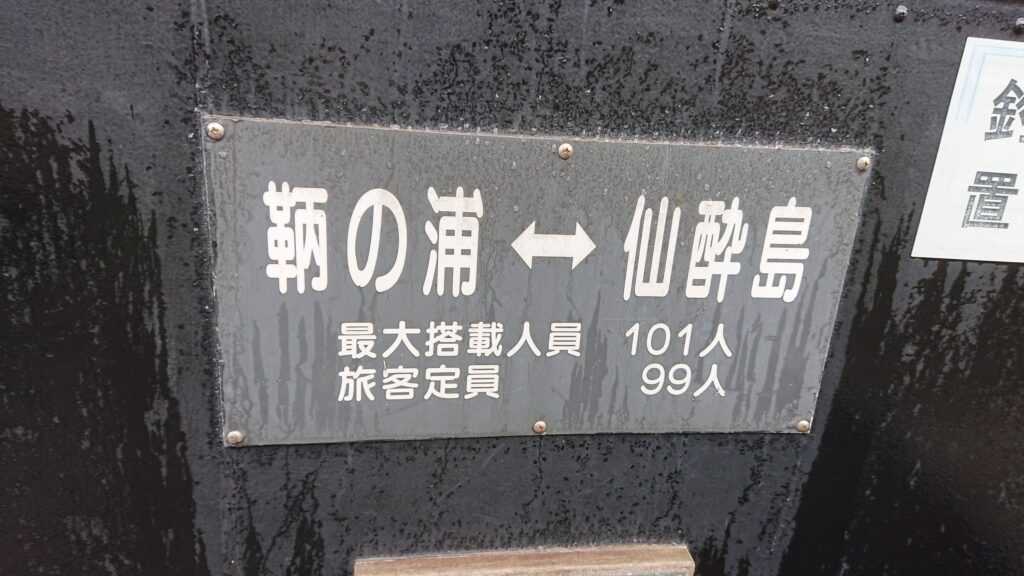 鞆の浦↔仙酔島
最大搭載人員 101人
旅客定員 99人
置